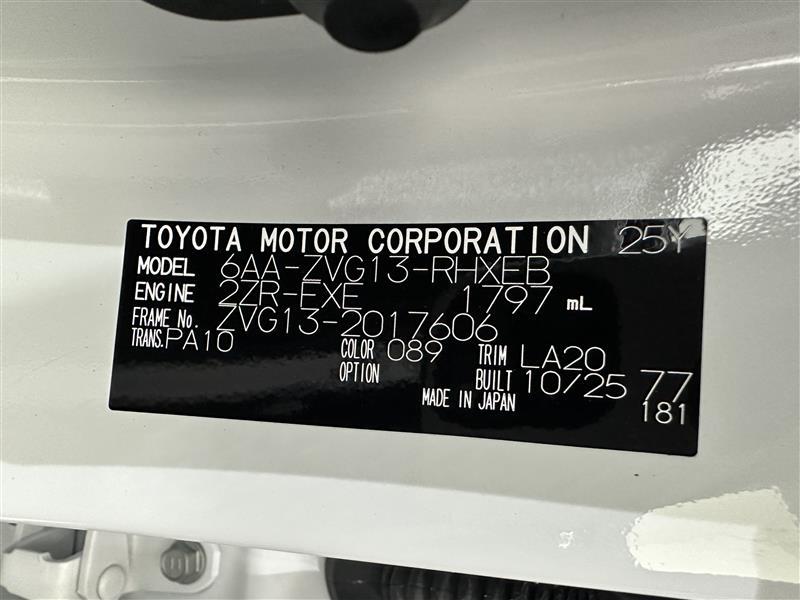 TOYOTA MOTOR CORPORATION 25Y
MODEL 6AA-ZVG13-RHXEB
ENGINE 2ZR-EXE 1797 mL
FRAME No. ZVG13-2017606
TRANS. PA10 COLOR 089 TRIM LA20
OPTION BUILT 10/25 77
MADE IN JAPAN 181